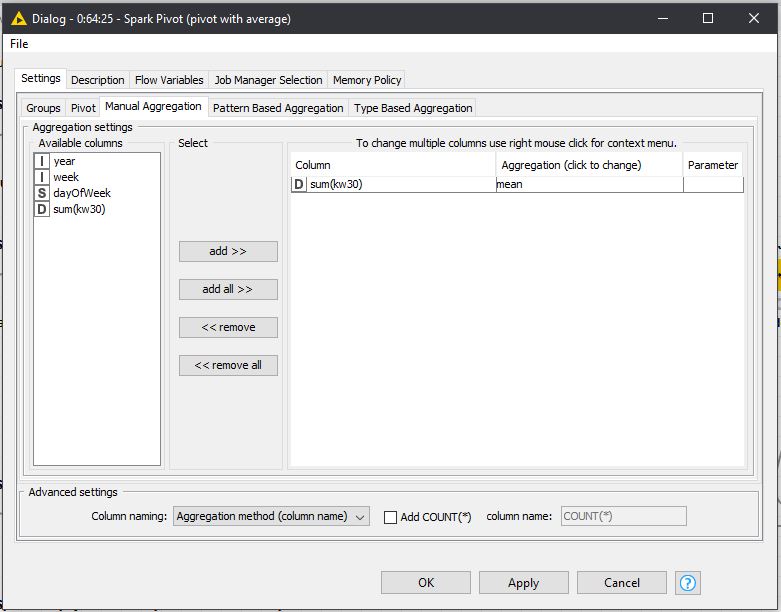 Dialog - 0:64:25 - Spark Pivot (pivot with average)
File
Settings Description Flow Variables Job Manager Selection Memory Policy
Groups Pivot Manual Aggregation Pattern Based Aggregation Type Based Aggregation
Aggregation settings
Available columns
I year
I week
S dayOfWeek
D sum(kw30)
Select
add >>
add all >>
<< remove
<< remove all
To change multiple columns use right mouse click for context menu.
Column Aggregation (click to change) Parameter
D sum(kw30) mean
Advanced settings
Column naming: Aggregation method (column name) Add COUNT(*) column name: COUNT(*)
OK Apply Cancel ?